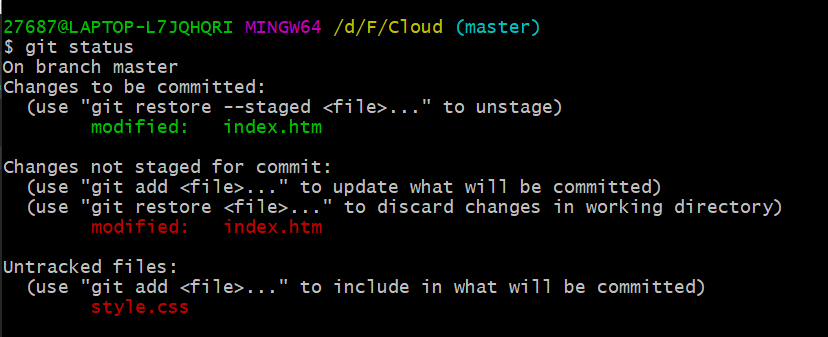 27687@LAPTOP-L7JQHQRI MINGW64 /d/F/Cloud (master)
$ git status
On branch master
Changes to be committed:
  (use "git restore --staged <file>..." to unstage)
        modified:   index.htm

Changes not staged for commit:
  (use "git add <file>..." to update what will be committed)
  (use "git restore <file>..." to discard changes in working directory)
        modified:   index.htm

Untracked files:
  (use "git add <file>..." to include in what will be committed)
        style.css